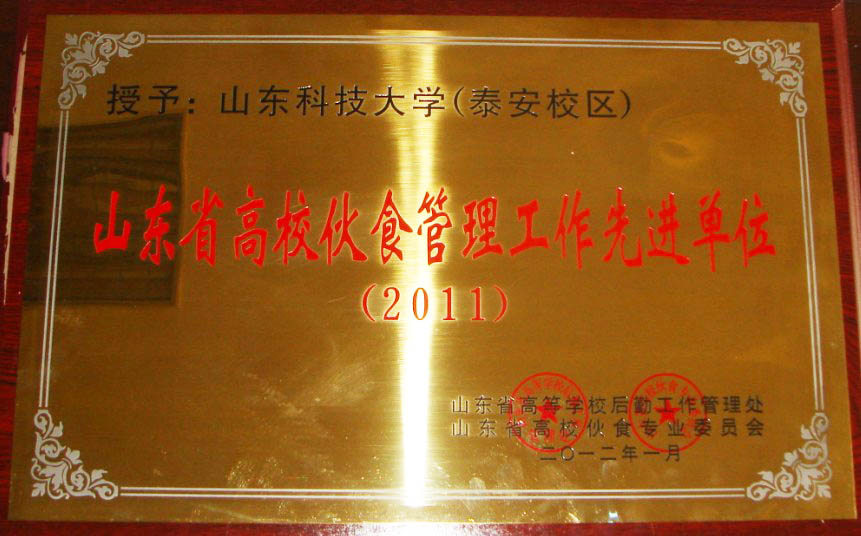 授予：山东科技大学(泰安校区)
山东省高校伙食管理工作先进单位
(2011)
山东省高等学校后勤工作管理处
山东省高校伙食专业委员会
二〇一二年一月